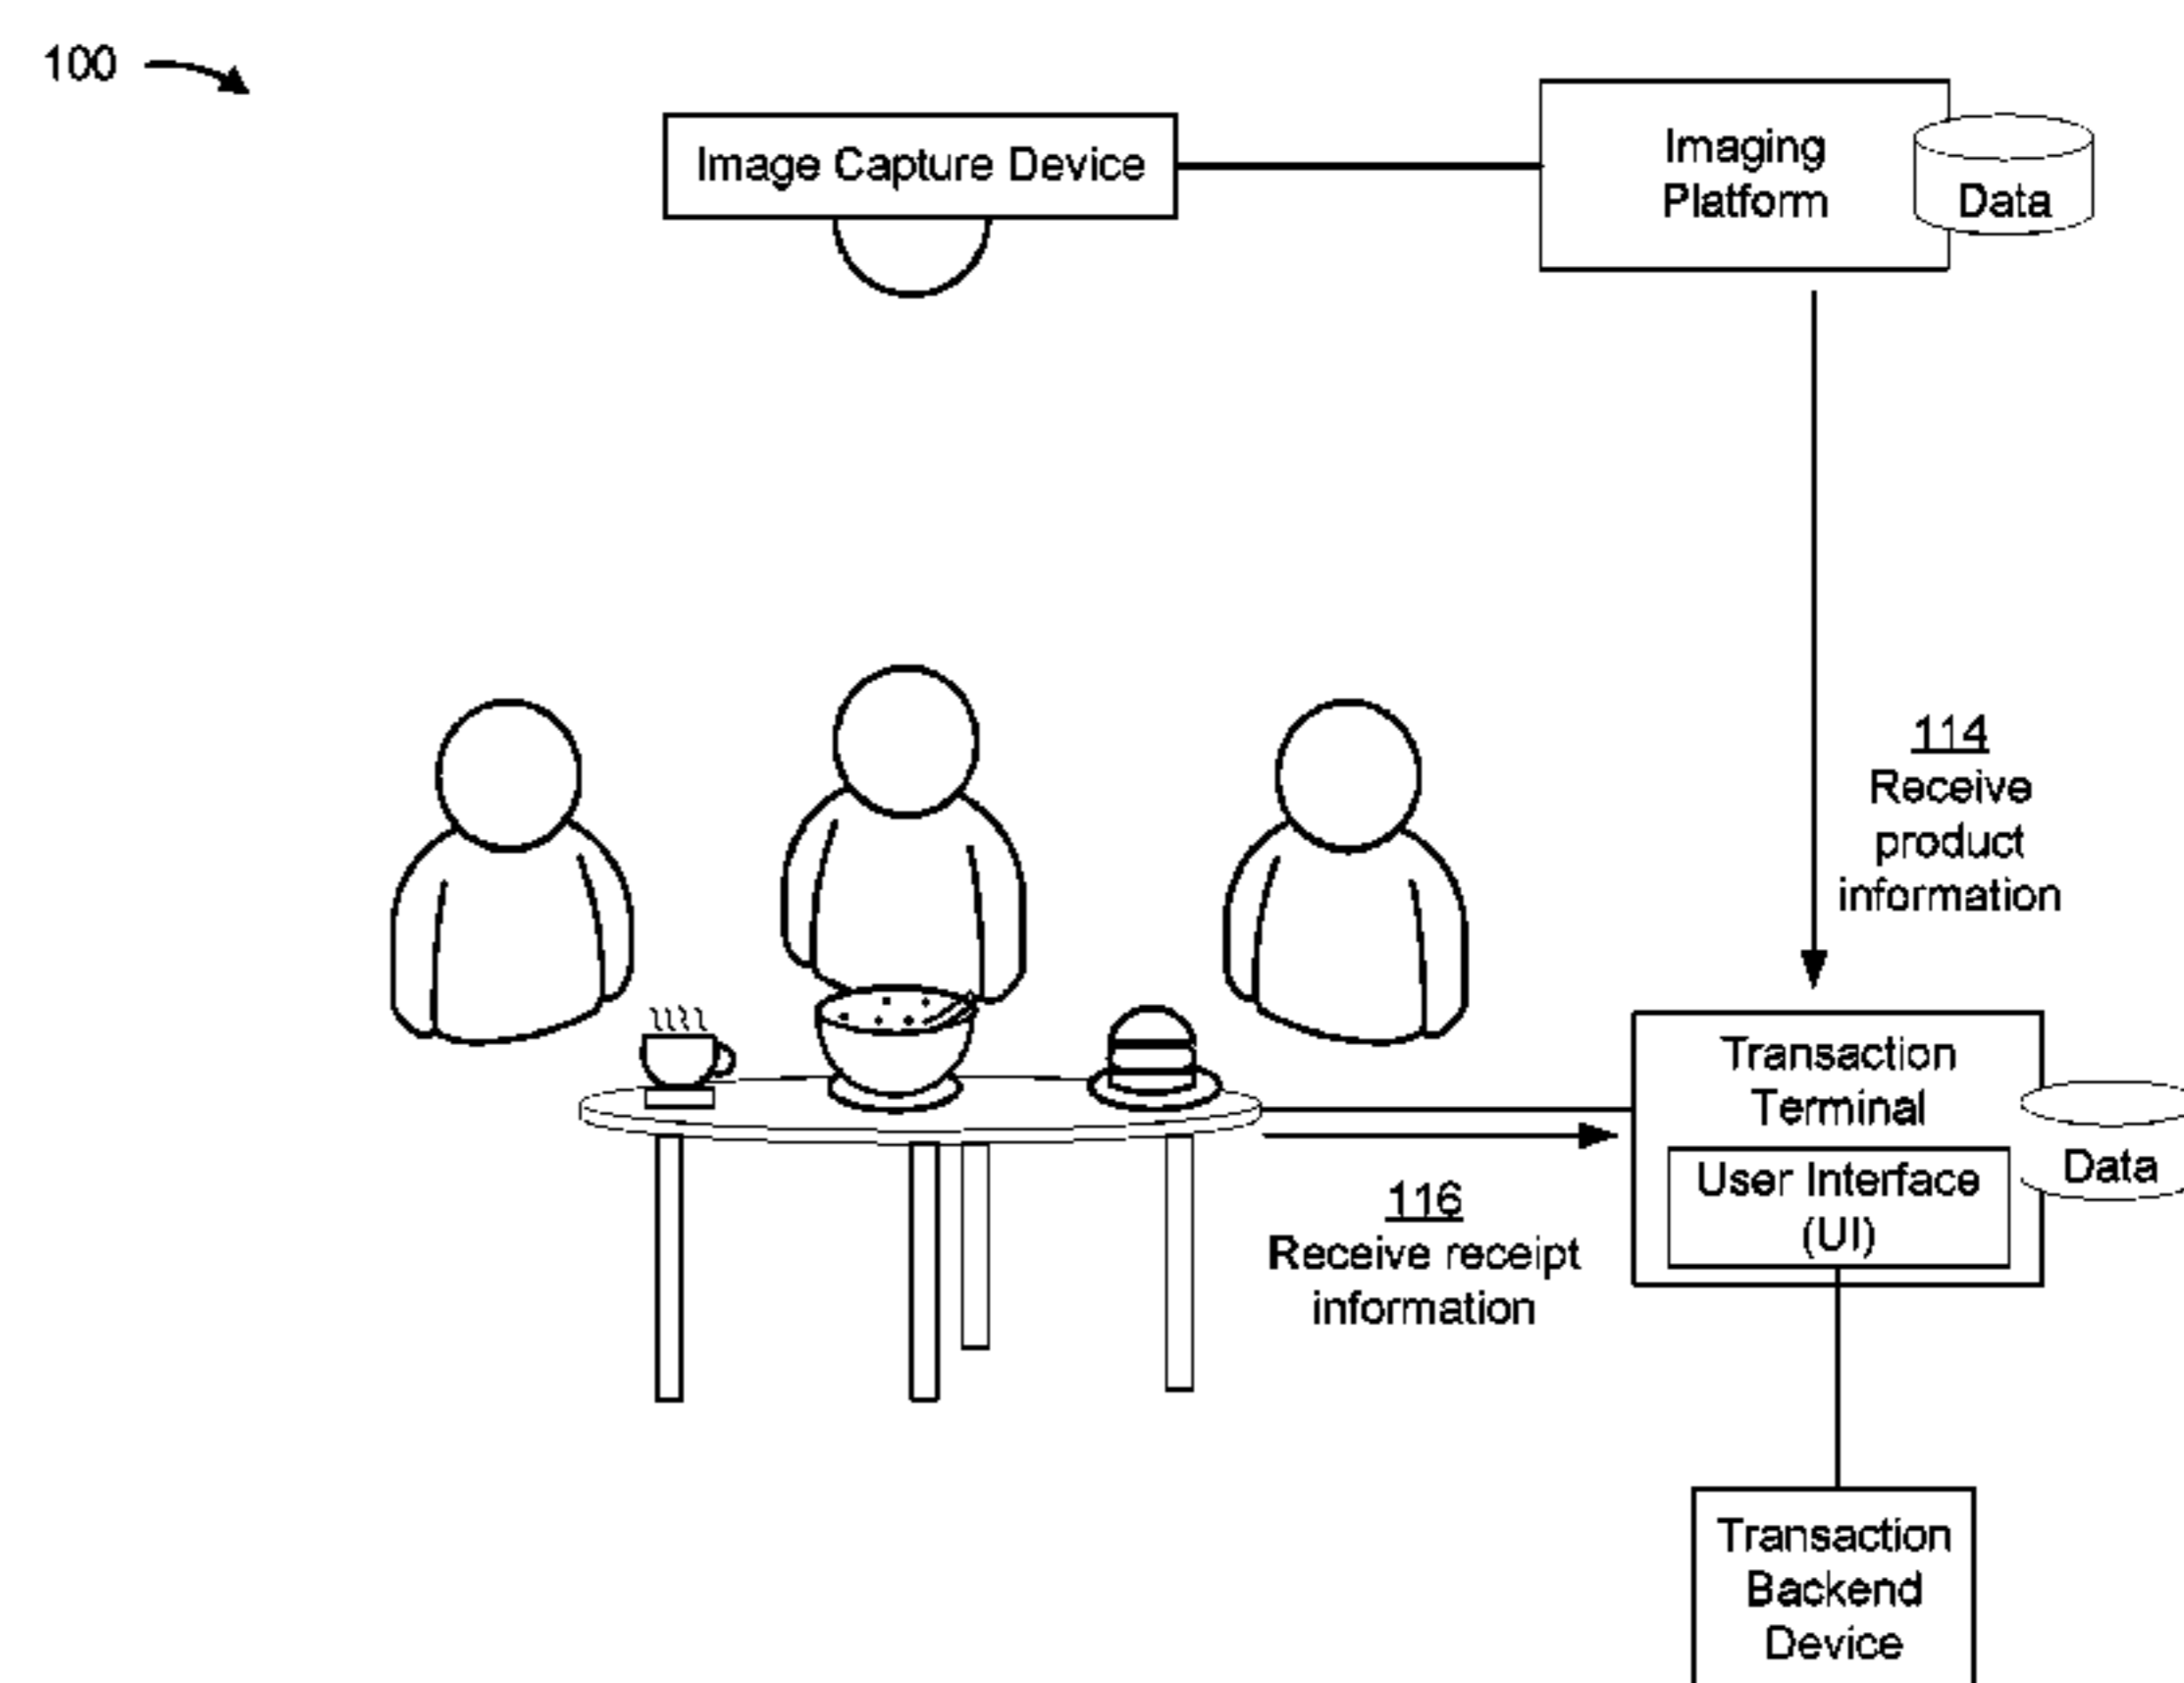 100
Image Capture Device
Imaging
Platform
Data
114
Receive
product
information
Transaction
Terminal
User Interface
(UI)
Data
116
Receive receipt
information
Transaction
Backend
Device